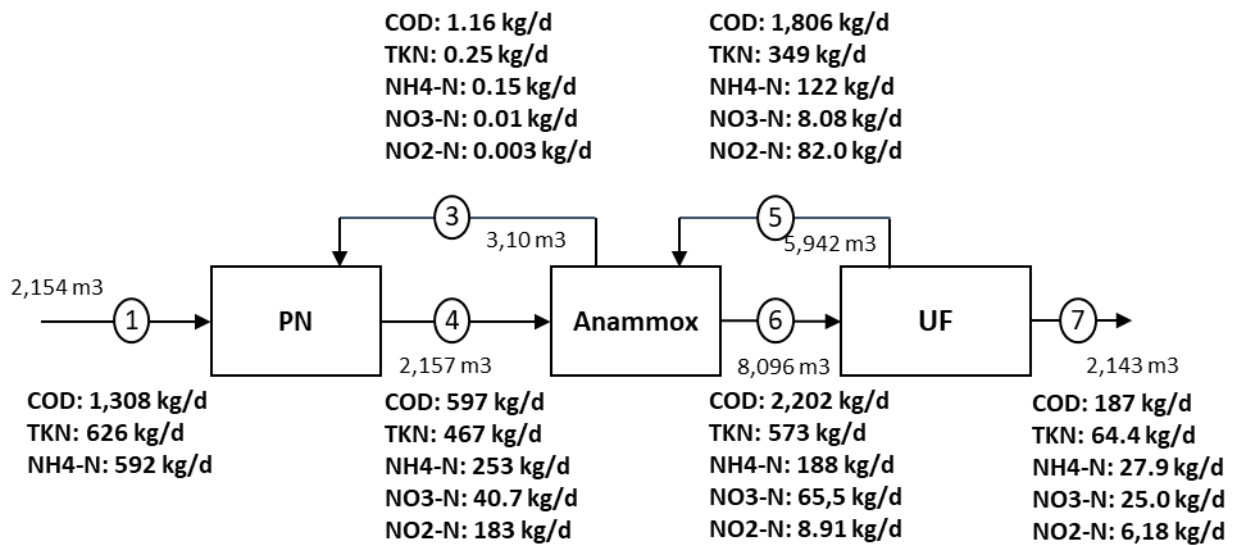 COD: 1.16 kg/d
TKN: 0.25 kg/d
NH4-N: 0.15 kg/d
NO3-N: 0.01 kg/d
NO2-N: 0.003 kg/d
COD: 1,806 kg/d
TKN: 349 kg/d
NH4-N: 122 kg/d
NO3-N: 8.08 kg/d
NO2-N: 82.0 kg/d
3
3,10 m3
5
5,942 m3
2,154 m3
1
PN
4
2,157 m3
Anammox
6
8,096 m3
UF
7
2,143 m3
COD: 1,308 kg/d
TKN: 626 kg/d
NH4-N: 592 kg/d
COD: 597 kg/d
TKN: 467 kg/d
NH4-N: 253 kg/d
NO3-N: 40.7 kg/d
NO2-N: 183 kg/d
COD: 2,202 kg/d
TKN: 573 kg/d
NH4-N: 188 kg/d
NO3-N: 65,5 kg/d
NO2-N: 8.91 kg/d
COD: 187 kg/d
TKN: 64.4 kg/d
NH4-N: 27.9 kg/d
NO3-N: 25.0 kg/d
NO2-N: 6,18 kg/d